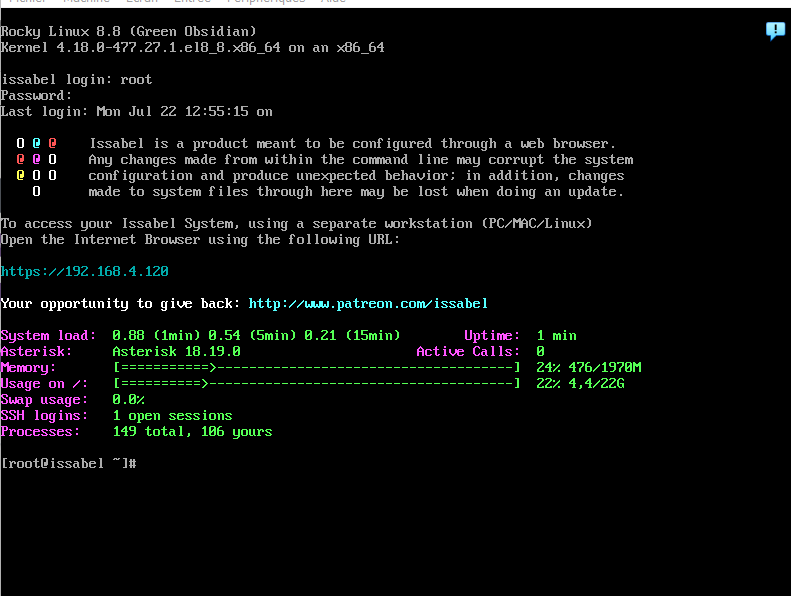 Fichier Machine Écran Entrée Périphériques Aide
Rocky Linux 8.8 (Green Obsidian)
Kernel 4.18.0-477.27.1.el8_8.x86_64 on an x86_64
issabel login: root
Password:
Last login: Mon Jul 22 12:55:15 on
O @ @ Issabel is a product meant to be configured through a web browser.
@ @ O Any changes made from within the command line may corrupt the system
@ O O configuration and produce unexpected behavior; in addition, changes
O made to system files through here may be lost when doing an update.
To access your Issabel System, using a separate workstation (PC/MAC/Linux)
Open the Internet Browser using the following URL:
https://192.168.4.120
Your opportunity to give back: http://www.patreon.com/issabel
System load: 0.88 (1min) 0.54 (5min) 0.21 (15min) Uptime: 1 min
Asterisk: Asterisk 18.19.0 Active Calls: 0
Memory: [===========>-------------------------------------] 24% 476/1970M
Usage on /: [==========>--------------------------------------] 22% 4,4/22G
Swap usage: 0.0%
SSH logins: 1 open sessions
Processes: 149 total, 106 yours
[root@issabel ~]#